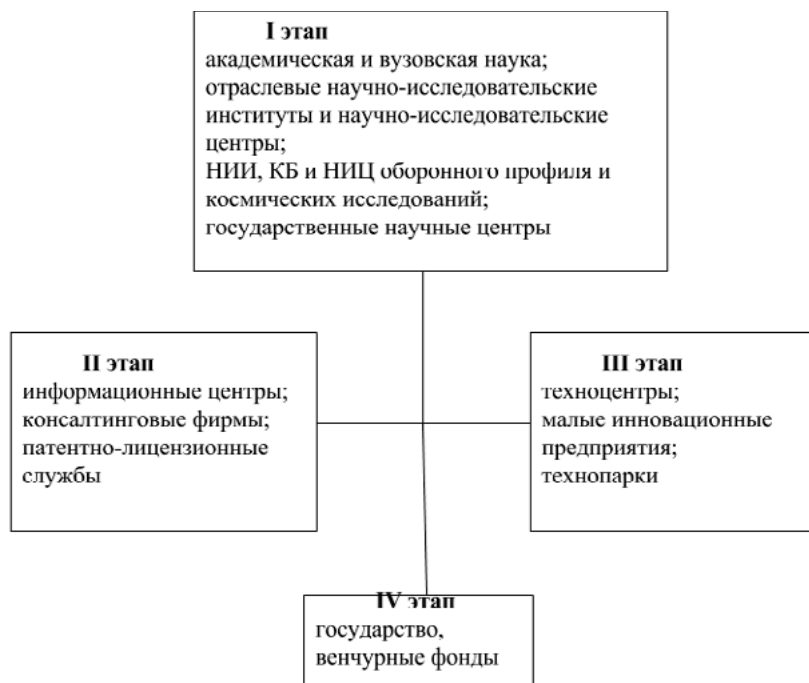 I этап
академическая и вузовская наука;
отраслевые научно-исследовательские
институты и научно-исследовательские
центры;
НИИ, КБ и НИЦ оборонного профиля и
космических исследований;
государственные научные центры
II этап
информационные центры;
консалтинговые фирмы;
патентно-лицензионные
службы
III этап
техноцентры;
малые инновационные
предприятия;
технопарки
IV этап
государство,
венчурные фонды